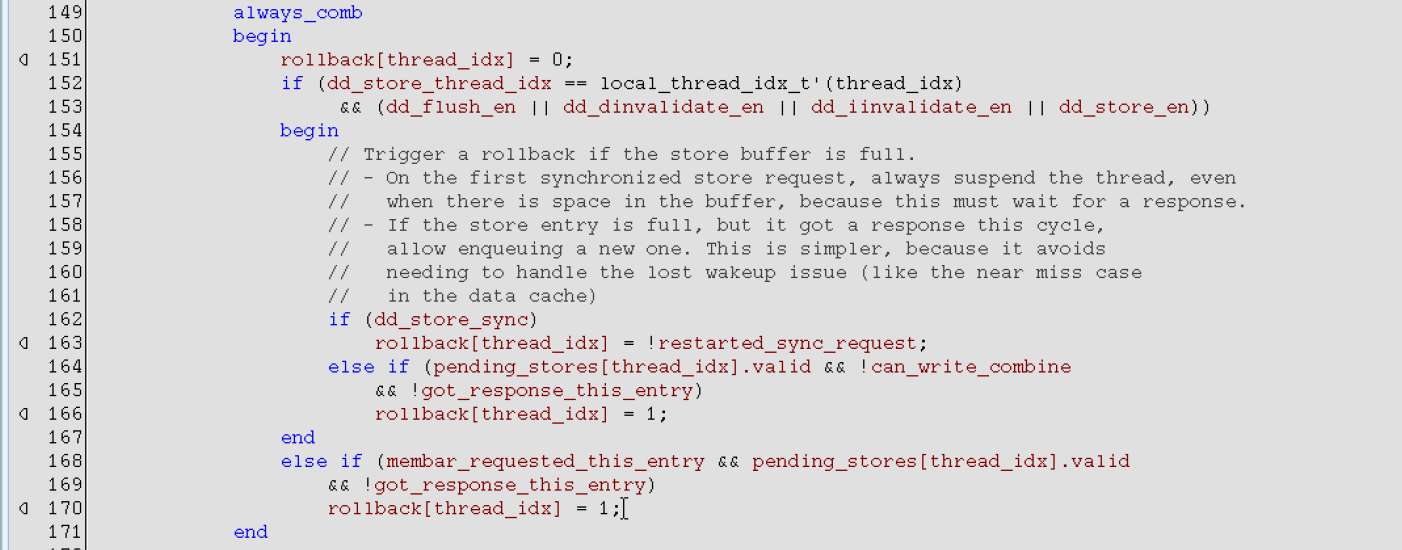 149 always_comb
150 begin
151 rollback[thread_idx] = 0;
152 if (dd_store_thread_idx == local_thread_idx_t'(thread_idx)
153 && (dd_flush_en || dd_dinvalidate_en || dd_iinvalidate_en || dd_store_en))
154 begin
155 // Trigger a rollback if the store buffer is full.
156 // - On the first synchronized store request, always suspend the thread, even
157 //   when there is space in the buffer, because this must wait for a response.
158 // - If the store entry is full, but it got a response this cycle,
159 //   allow enqueuing a new one. This is simpler, because it avoids
160 //   needing to handle the lost wakeup issue (like the near miss case
161 //   in the data cache)
162 if (dd_store_sync)
163 rollback[thread_idx] = !restarted_sync_request;
164 else if (pending_stores[thread_idx].valid && !can_write_combine
165 && !got_response_this_entry)
166 rollback[thread_idx] = 1;
167 end
168 else if (membar_requested_this_entry && pending_stores[thread_idx].valid
169 && !got_response_this_entry)
170 rollback[thread_idx] = 1;
171 end